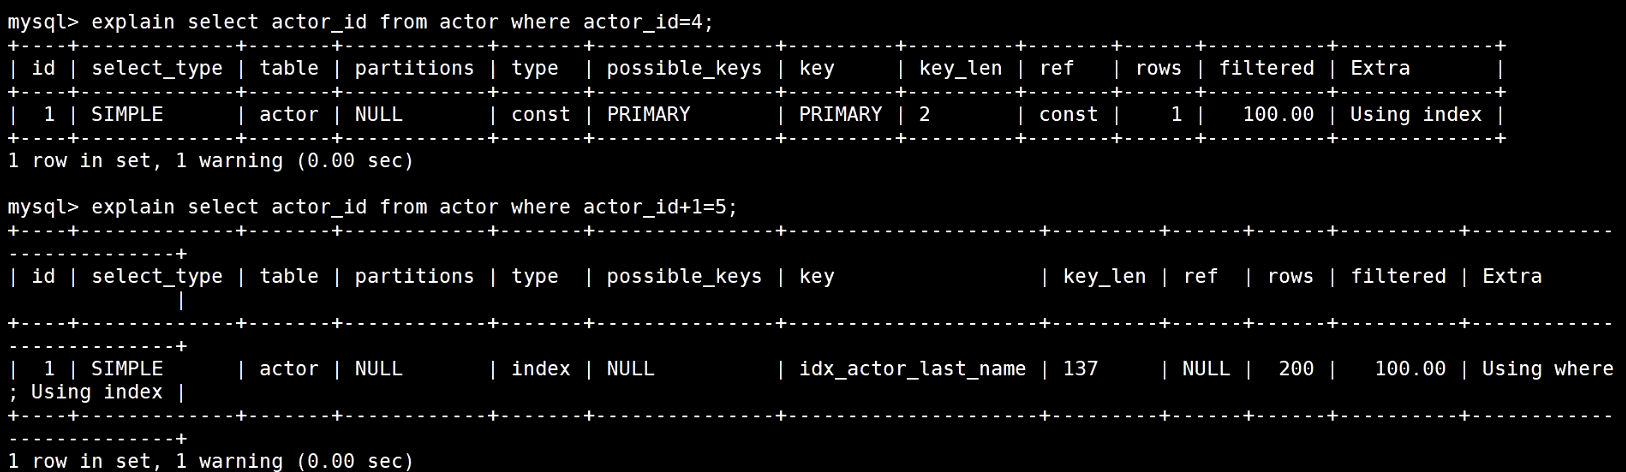 mysql> explain select actor_id from actor where actor_id=4;
+----+-------------+-------+------------+-------+---------------+---------+---------+-------+------+----------+-------------+
| id | select_type | table | partitions | type  | possible_keys | key     | key_len | ref   | rows | filtered | Extra       |
+----+-------------+-------+------------+-------+---------------+---------+---------+-------+------+----------+-------------+
|  1 | SIMPLE      | actor | NULL       | const | PRIMARY       | PRIMARY | 2       | const |    1 |   100.00 | Using index |
+----+-------------+-------+------------+-------+---------------+---------+---------+-------+------+----------+-------------+
1 row in set, 1 warning (0.00 sec)

mysql> explain select actor_id from actor where actor_id+1=5;
+----+-------------+-------+------------+-------+---------------+---------------------+---------+------+------+----------+------------
--------------+
| id | select_type | table | partitions | type  | possible_keys | key                 | key_len | ref  | rows | filtered | Extra
              |
+----+-------------+-------+------------+-------+---------------+---------------------+---------+------+------+----------+------------
--------------+
|  1 | SIMPLE      | actor | NULL       | index | NULL          | idx_actor_last_name | 137     | NULL |  200 |   100.00 | Using where
; Using index |
+----+-------------+-------+------------+-------+---------------+---------------------+---------+------+------+----------+------------
--------------+
1 row in set, 1 warning (0.00 sec)